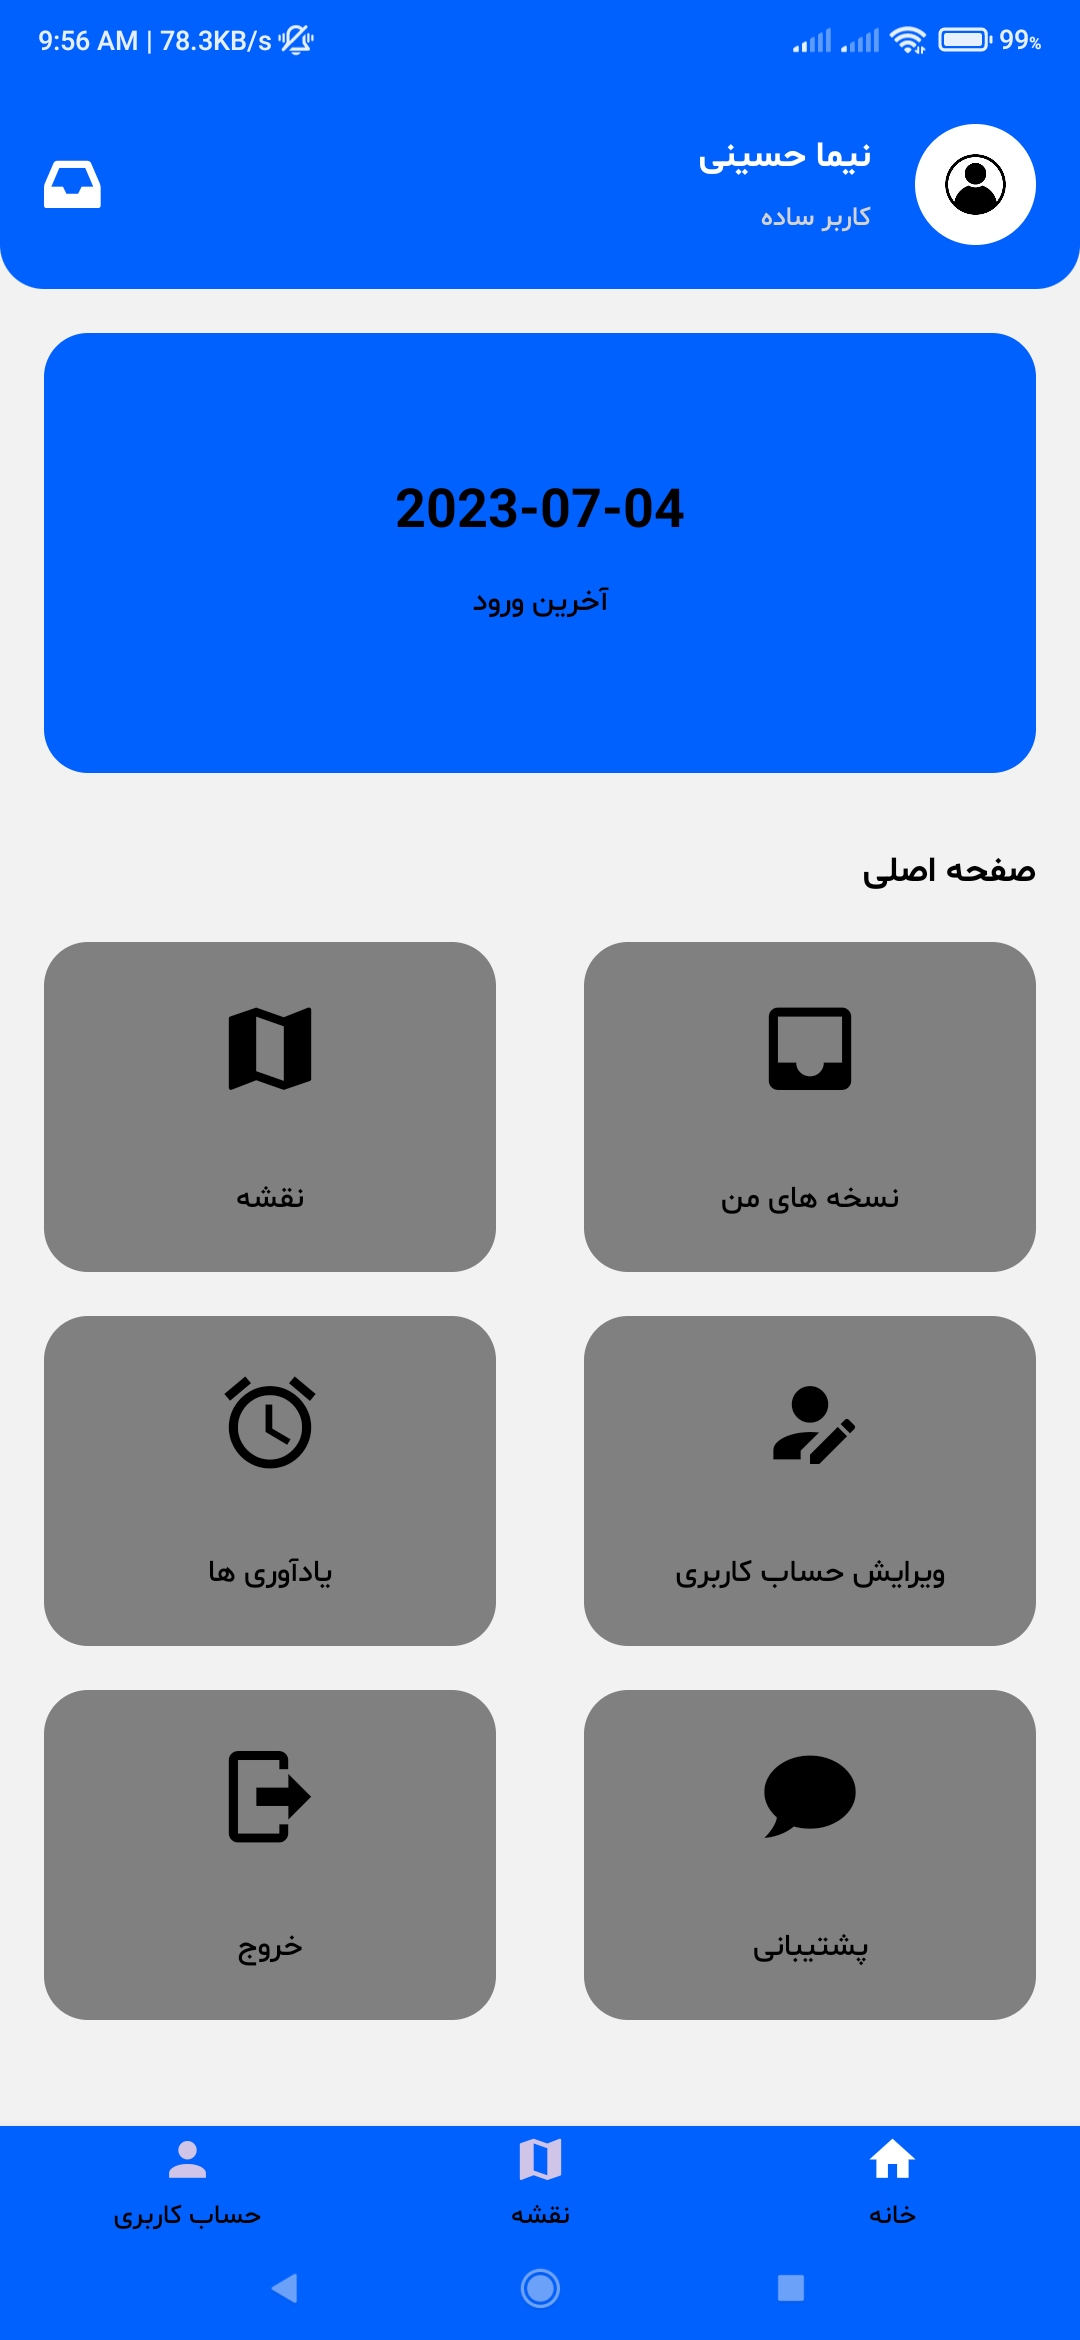 9:56 AM | 78.3KB/s
99%
نیما حسینی
کاربر ساده
2023-07-04
آخرین ورود
صفحه اصلی
نسخه های من
نقشه
ویرایش حساب کاربری
یادآوری ها
پشتیبانی
خروج
خانه
نقشه
حساب کاربری